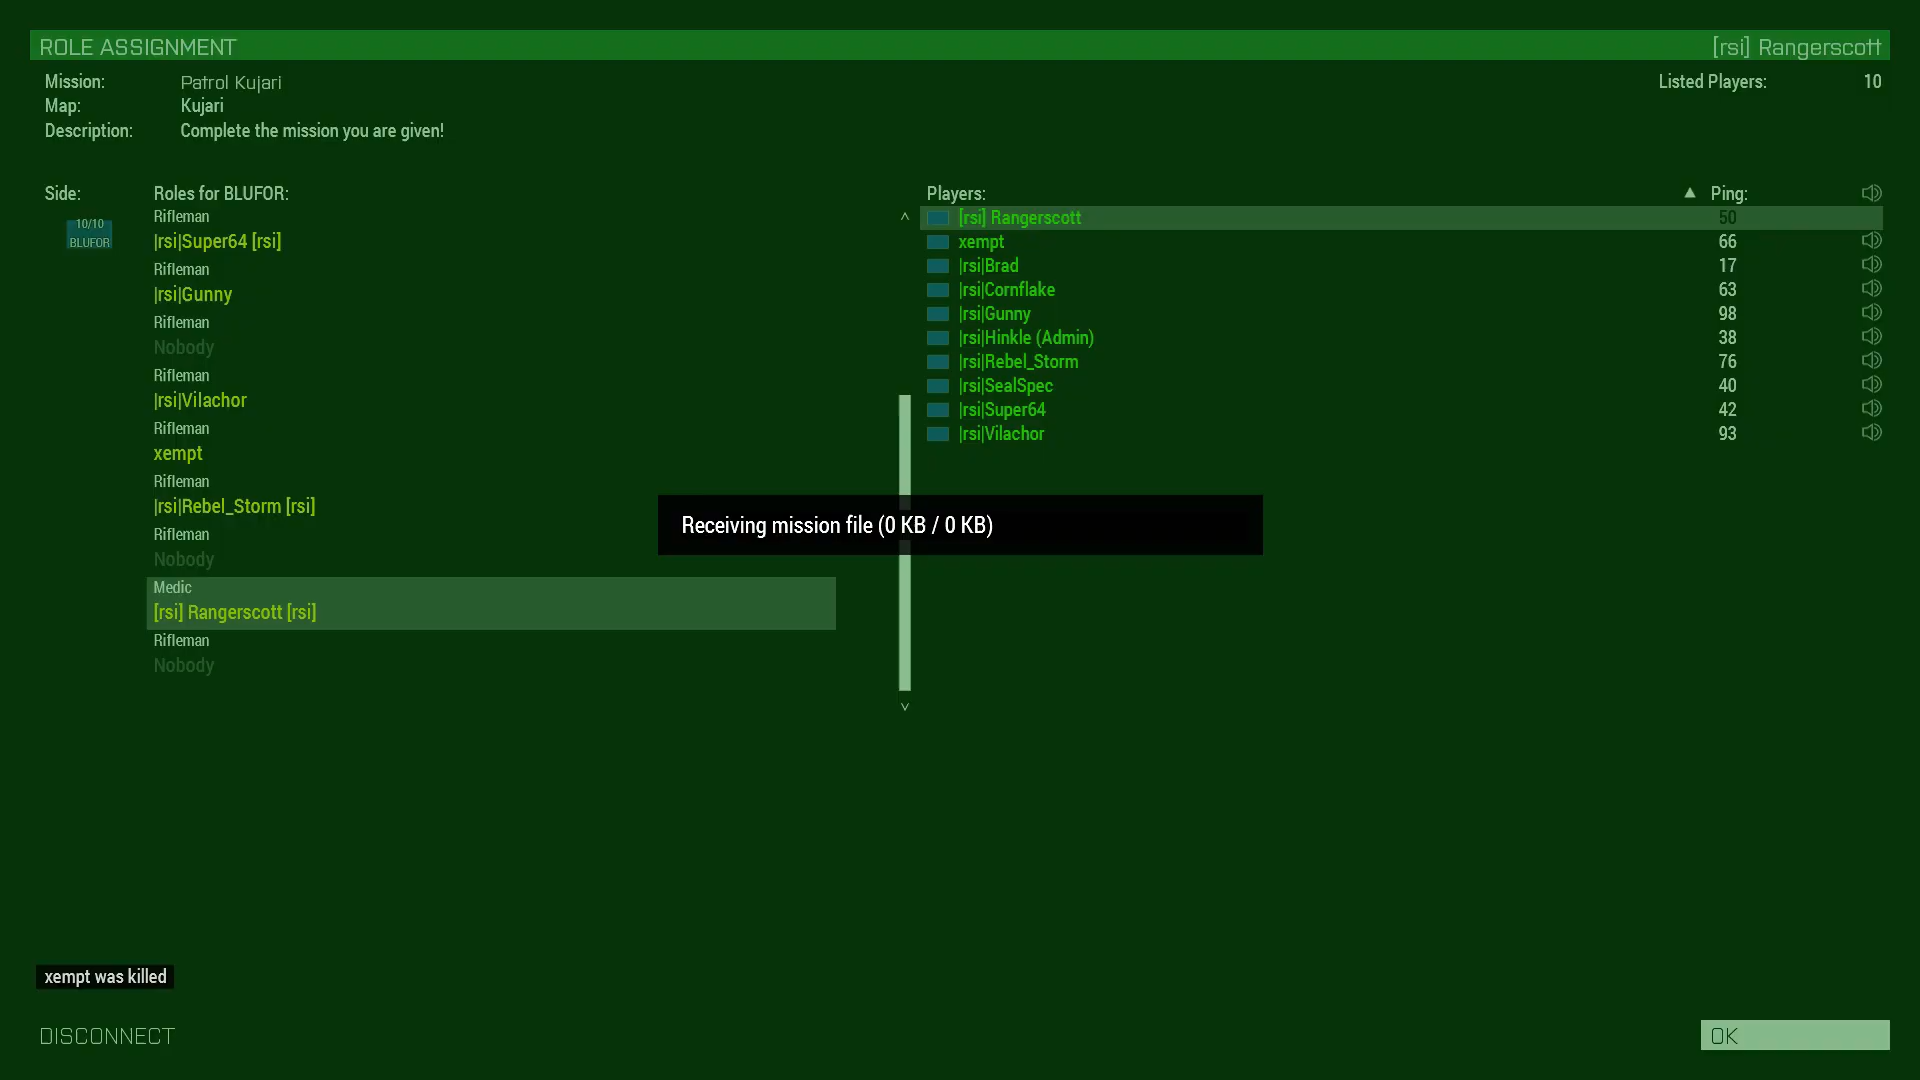 ROLE ASSIGNMENT [rsi] Rangerscott
Mission: Patrol Kujari Listed Players: 10
Map: Kujari
Description: Complete the mission you are given!
Side: Roles for BLUFOR: Players: ▲ Ping:
10/10
BLUFOR
Rifleman
|rsi|Super64 [rsi]
Rifleman
|rsi|Gunny
Rifleman
Nobody
Rifleman
|rsi|Vilachor
Rifleman
xempt
Rifleman
|rsi|Rebel_Storm [rsi]
Rifleman
Nobody
Medic
[rsi] Rangerscott [rsi]
Rifleman
Nobody
[rsi] Rangerscott 50
xempt 66
|rsi|Brad 17
|rsi|Cornflake 63
|rsi|Gunny 98
|rsi|Hinkle (Admin) 38
|rsi|Rebel_Storm 76
|rsi|SealSpec 40
|rsi|Super64 42
|rsi|Vilachor 93
Receiving mission file (0 KB / 0 KB)
xempt was killed
DISCONNECT OK